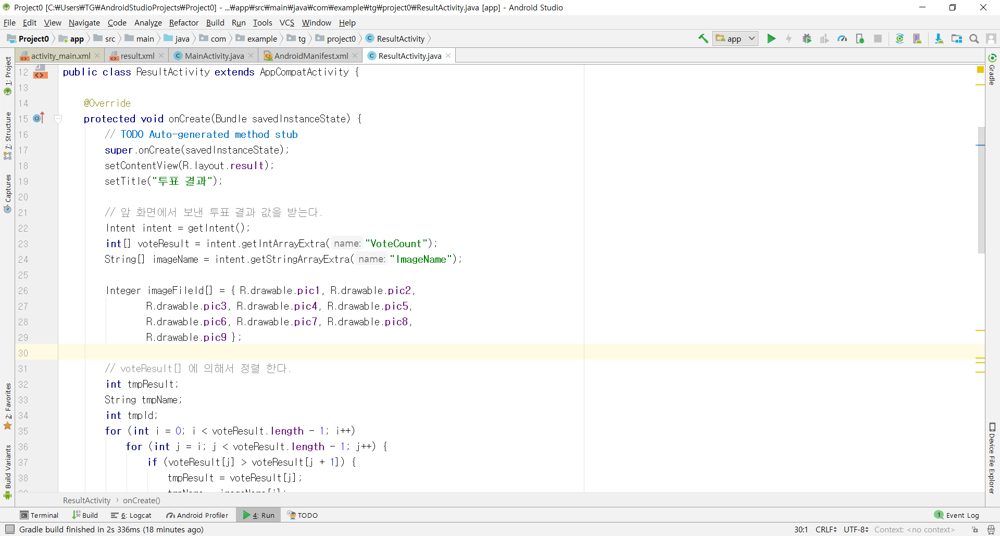 Project0 [C:₩Users₩TG₩AndroidStudioProjects₩Project0] - ...₩app₩src₩main₩java₩com₩example₩tg₩project0₩ResultActivity.java [app] - Android Studio
File Edit View Navigate Code Analyze Refactor Build Run Tools VCS Window Help
Project0 app src main java com example tg project0 ResultActivity app
activity_main.xml result.xml MainActivity.java AndroidManifest.xml ResultActivity.java
1: Project
7: Structure
Captures
2: Favorites
Build Variants
12 public class ResultActivity extends AppCompatActivity {
13
14 @Override
15 protected void onCreate(Bundle savedInstanceState) {
16 // TODO Auto-generated method stub
17 super.onCreate(savedInstanceState);
18 setContentView(R.layout.result);
19 setTitle("투표 결과");
20
21 // 앞 화면에서 보낸 투표 결과 값을 받는다.
22 Intent intent = getIntent();
23 int[] voteResult = intent.getIntArrayExtra( name: "VoteCount");
24 String[] imageName = intent.getStringArrayExtra( name: "ImageName");
25
26 Integer imageFileId[] = { R.drawable.pic1, R.drawable.pic2,
27 R.drawable.pic3, R.drawable.pic4, R.drawable.pic5,
28 R.drawable.pic6, R.drawable.pic7, R.drawable.pic8,
29 R.drawable.pic9 };
30
31 // voteResult[] 에 의해서 정렬 한다.
32 int tmpResult;
33 String tmpName;
34 int tmpId;
35 for (int i = 0; i < voteResult.length - 1; i++)
36 for (int j = i; j < voteResult.length - 1; j++) {
37 if (voteResult[j] > voteResult[j + 1]) {
38 tmpResult = voteResult[j];
Gradle
Device File Explorer
ResultActivity › onCreate()
Terminal Build 6: Logcat Android Profiler 4: Run TODO 1 Event Log
Gradle build finished in 2s 336ms (18 minutes ago) 30:1 CRLF UTF-8 Context: <no context>